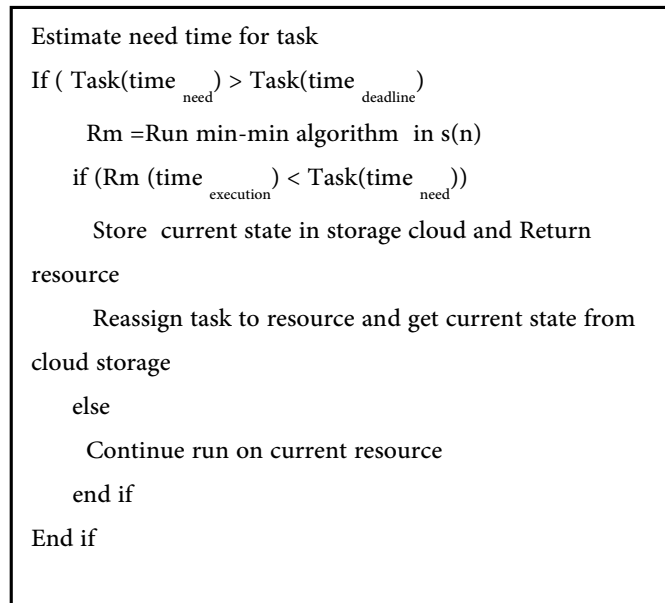 Estimate need time for task
If ( Task(time need) > Task(time deadline)
Rm =Run min-min algorithm in s(n)
if (Rm (time execution) < Task(time need))
Store current state in storage cloud and Return
resource
Reassign task to resource and get current state from
cloud storage
else
Continue run on current resource
end if
End if